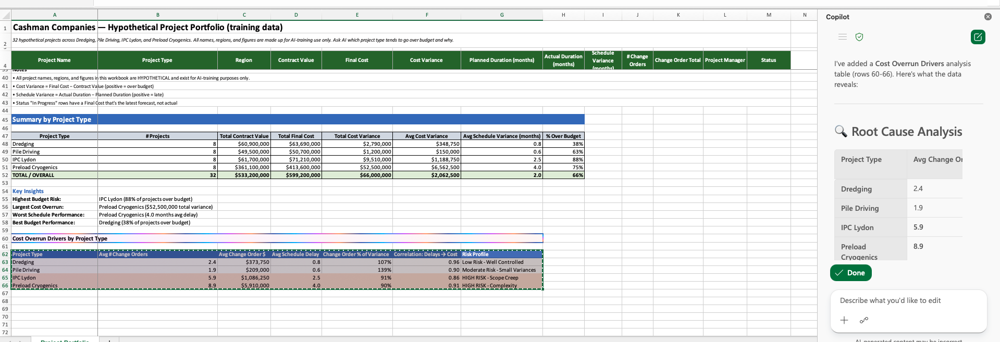 A B C D E F G H I J K L M N
1 Cashman Companies — Hypothetical Project Portfolio (training data)
2 32 hypothetical projects across Dredging, Pile Driving, IPC Lydon, and Preload Cryogenics. All names, regions, and figures are made up for AI-training use only. Ask AI which project type tends to go over budget and why.
4 Project Name Project Type Region Contract Value Final Cost Cost Variance Planned Duration (months) Actual Duration (months) Schedule Variance (months) # Change Orders Change Order Total Project Manager Status
39 Notes
40 • All project names, regions, and figures in this workbook are HYPOTHETICAL and exist for AI-training purposes only.
41 • Cost Variance = Final Cost – Contract Value (positive = over budget)
42 • Schedule Variance = Actual Duration – Planned Duration (positive = late)
43 • Status "In Progress" rows have a Final Cost that's the latest forecast, not actual
44
45 Summary by Project Type
46
47 Project Type # Projects Total Contract Value Total Final Cost Total Cost Variance Avg Cost Variance Avg Schedule Variance (months) % Over Budget
48 Dredging 8 $60,900,000 $63,690,000 $2,790,000 $348,750 0.8 38%
49 Pile Driving 8 $49,500,000 $50,700,000 $1,200,000 $150,000 0.6 63%
50 IPC Lydon 8 $61,700,000 $71,210,000 $9,510,000 $1,188,750 2.5 88%
51 Preload Cryogenics 8 $361,100,000 $413,600,000 $52,500,000 $6,562,500 4.0 75%
52 TOTAL / OVERALL 32 $533,200,000 $599,200,000 $66,000,000 $2,062,500 2.0 66%
53
54 Key Insights
55 Highest Budget Risk: IPC Lydon (88% of projects over budget)
56 Largest Cost Overrun: Preload Cryogenics ($52,500,000 total variance)
57 Worst Schedule Performance: Preload Cryogenics (4.0 months avg delay)
58 Best Budget Performance: Dredging (38% of projects over budget)
59
60 Cost Overrun Drivers by Project Type
61
62 Project Type Avg # Change Orders Avg Change Order $ Avg Schedule Delay Change Order % of Variance Correlation: Delays → Cost Risk Profile
63 Dredging 2.4 $373,750 0.8 107% 0.96 Low Risk - Well Controlled
64 Pile Driving 1.9 $209,000 0.6 139% 0.90 Moderate Risk - Small Variances
65 IPC Lydon 5.9 $1,086,250 2.5 91% 0.86 HIGH RISK - Scope Creep
66 Preload Cryogenics 8.9 $5,910,000 4.0 90% 0.91 HIGH RISK - Complexity
67
68
69
70
71
72
Project Portfolio +
Copilot
I've added a Cost Overrun Drivers analysis
table (rows 60-66). Here's what the data
reveals:
🔍 Root Cause Analysis
Project Type Avg Change Or
Dredging 2.4
Pile Driving 1.9
IPC Lydon 5.9
Preload 8.9
Cryogenics
Done
Describe what you'd like to edit
AI-generated content may be incorrect